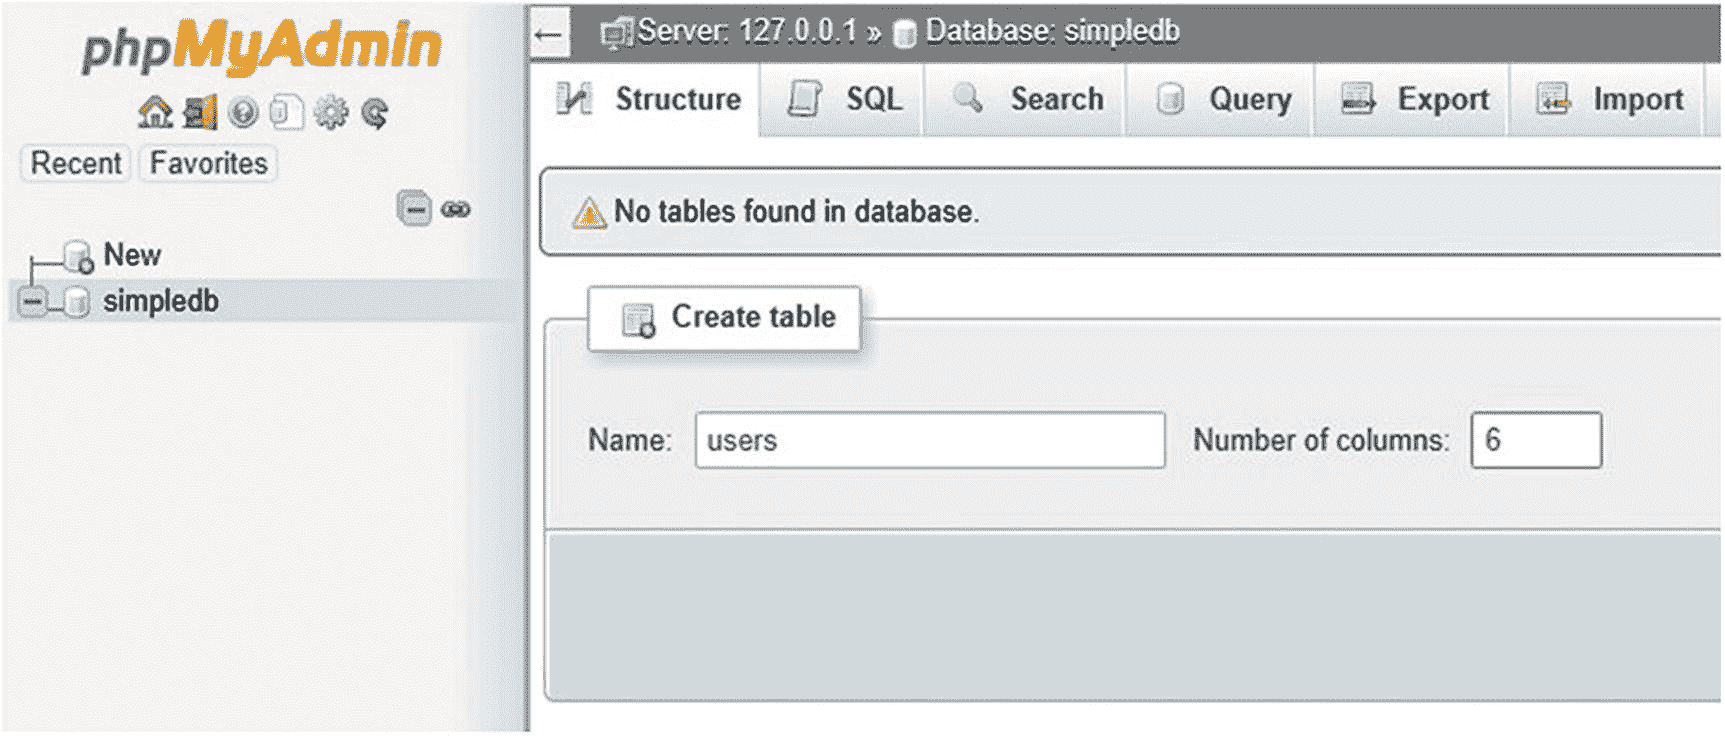 phpMyAdmin
Recent Favorites
New
simpledb
Server: 127.0.0.1 » Database: simpledb
Structure SQL Search Query Export Import
No tables found in database.
Create table
Name: users Number of columns: 6